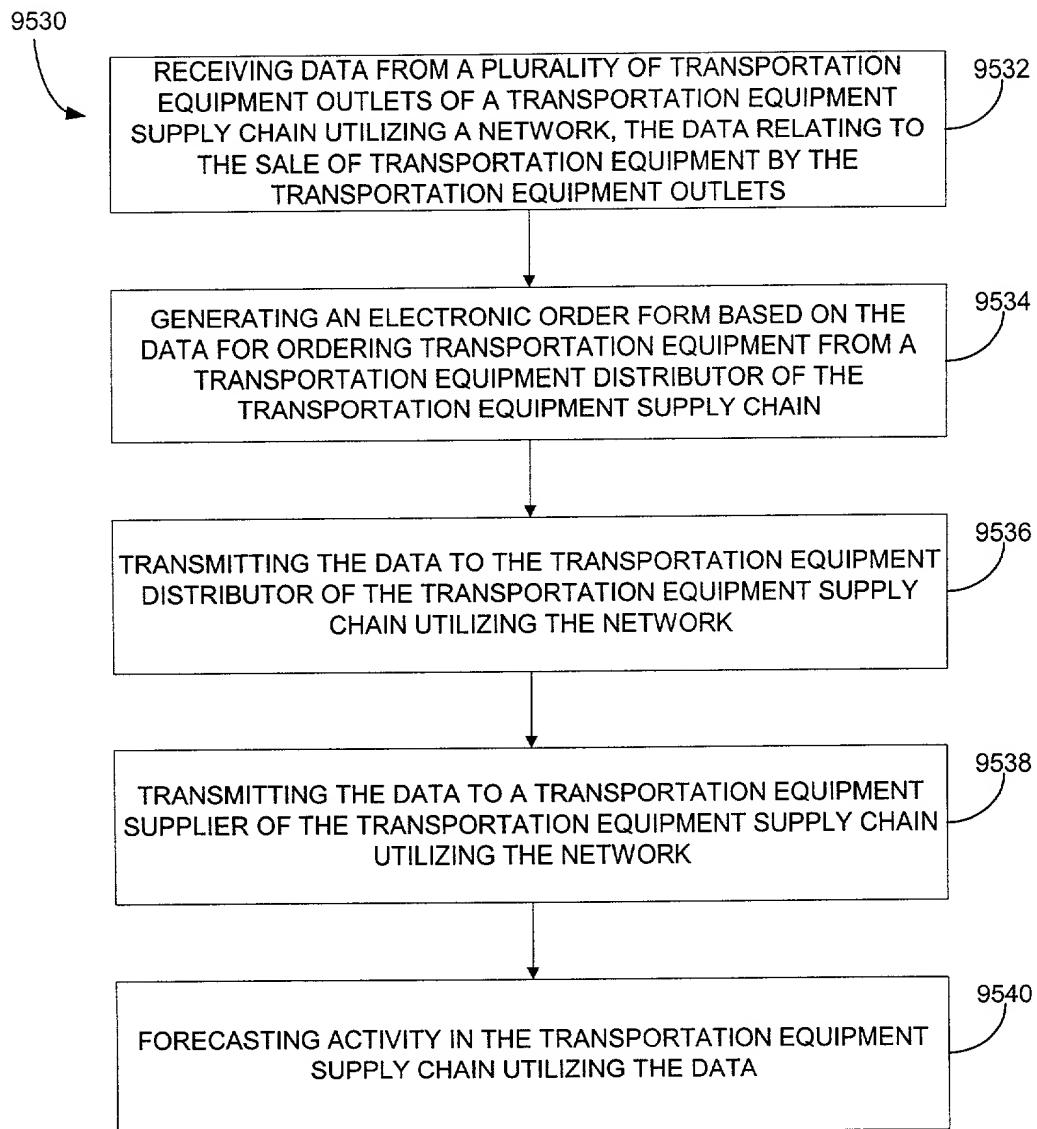 9530
RECEIVING DATA FROM A PLURALITY OF TRANSPORTATION
EQUIPMENT OUTLETS OF A TRANSPORTATION EQUIPMENT
SUPPLY CHAIN UTILIZING A NETWORK, THE DATA RELATING TO
THE SALE OF TRANSPORTATION EQUIPMENT BY THE
TRANSPORTATION EQUIPMENT OUTLETS
9532
GENERATING AN ELECTRONIC ORDER FORM BASED ON THE
DATA FOR ORDERING TRANSPORTATION EQUIPMENT FROM A
TRANSPORTATION EQUIPMENT DISTRIBUTOR OF THE
TRANSPORTATION EQUIPMENT SUPPLY CHAIN
9534
TRANSMITTING THE DATA TO THE TRANSPORTATION EQUIPMENT
DISTRIBUTOR OF THE TRANSPORTATION EQUIPMENT SUPPLY
CHAIN UTILIZING THE NETWORK
9536
TRANSMITTING THE DATA TO A TRANSPORTATION EQUIPMENT
SUPPLIER OF THE TRANSPORTATION EQUIPMENT SUPPLY CHAIN
UTILIZING THE NETWORK
9538
FORECASTING ACTIVITY IN THE TRANSPORTATION EQUIPMENT
SUPPLY CHAIN UTILIZING THE DATA
9540